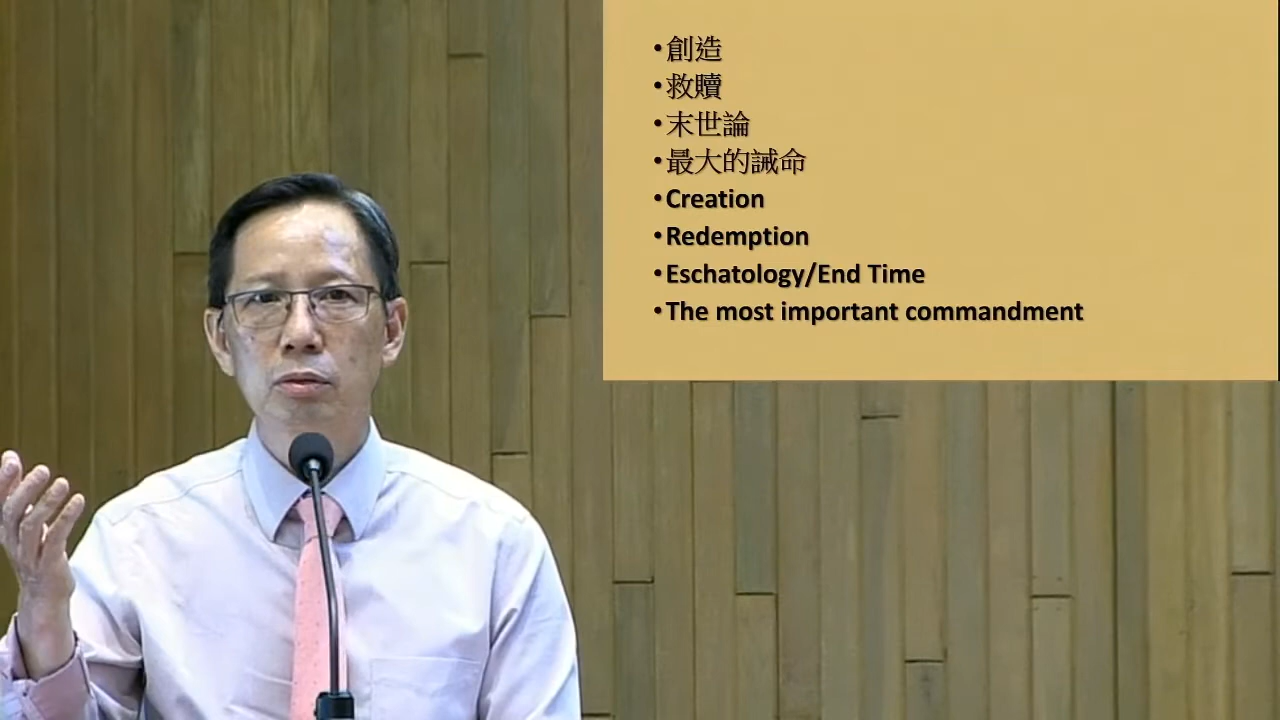 •創造
•救贖
•末世論
•最大的誡命
•Creation
•Redemption
•Eschatology/End Time
•The most important commandment